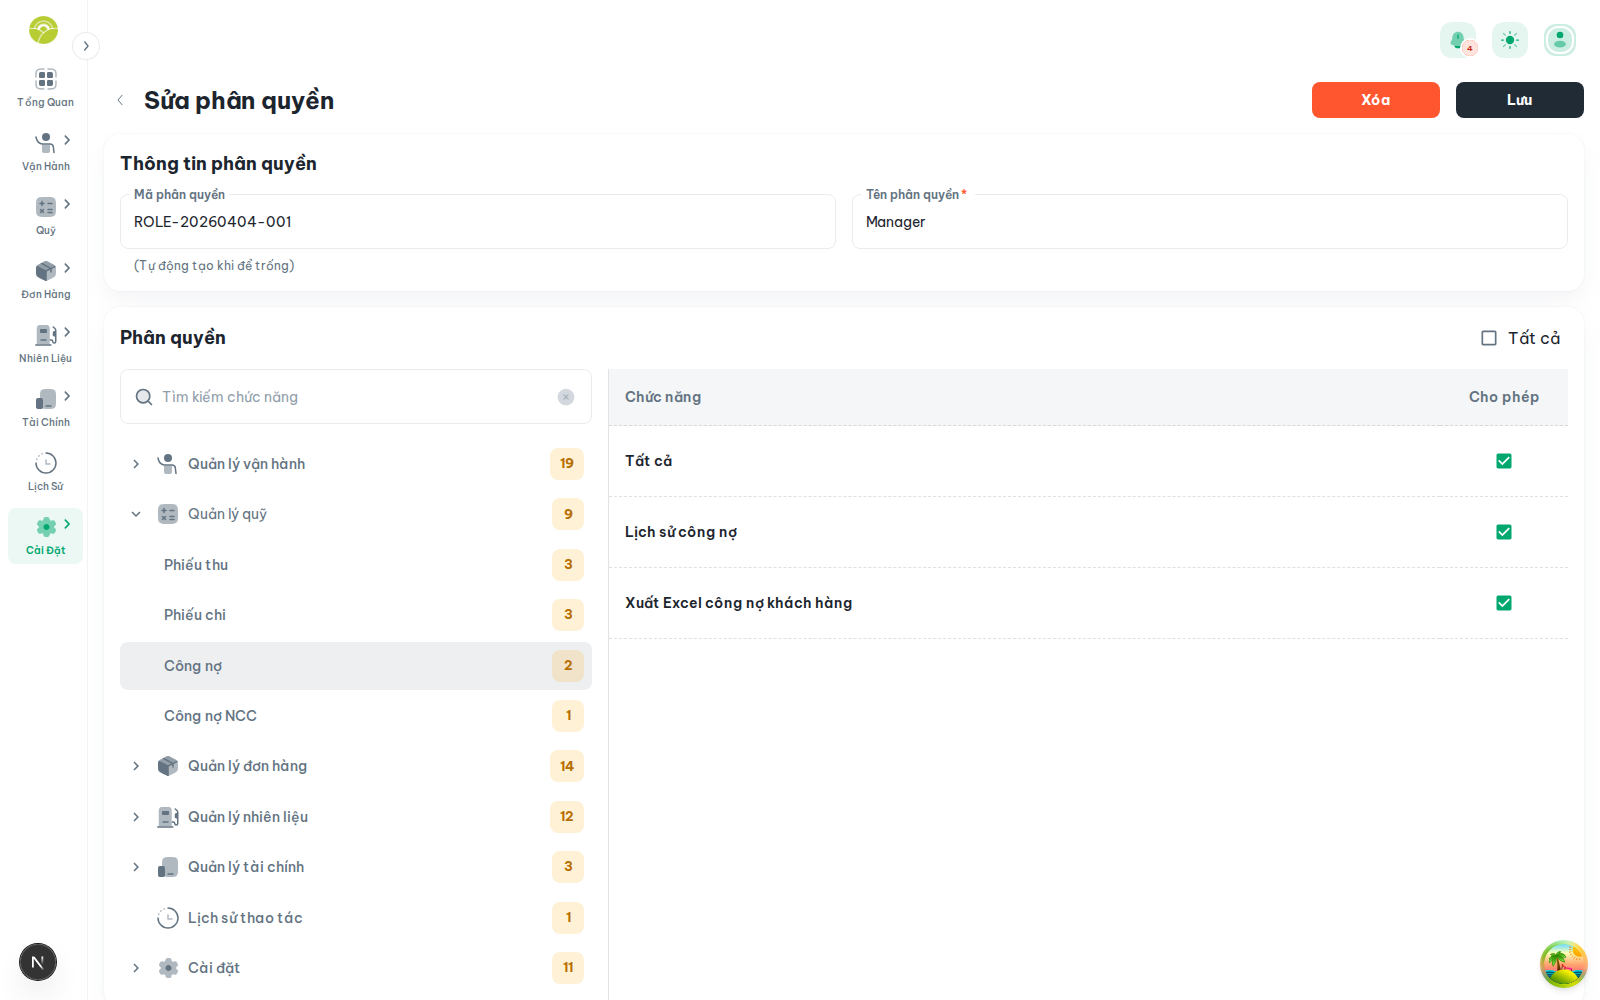 4
Tổng Quan
Vận Hành
Quỹ
Đơn Hàng
Nhiên Liệu
Tài Chính
Lịch Sử
Cài Đặt
N
Sửa phân quyền
Xóa
Lưu
Thông tin phân quyền
Mã phân quyền
ROLE-20260404-001
(Tự động tạo khi để trống)
Tên phân quyền *
Manager
Phân quyền
Tất cả
Tìm kiếm chức năng
Quản lý vận hành 19
Quản lý quỹ 9
Phiếu thu 3
Phiếu chi 3
Công nợ 2
Công nợ NCC 1
Quản lý đơn hàng 14
Quản lý nhiên liệu 12
Quản lý tài chính 3
Lịch sử thao tác 1
Cài đặt 11
Chức năng Cho phép
Tất cả
Lịch sử công nợ
Xuất Excel công nợ khách hàng